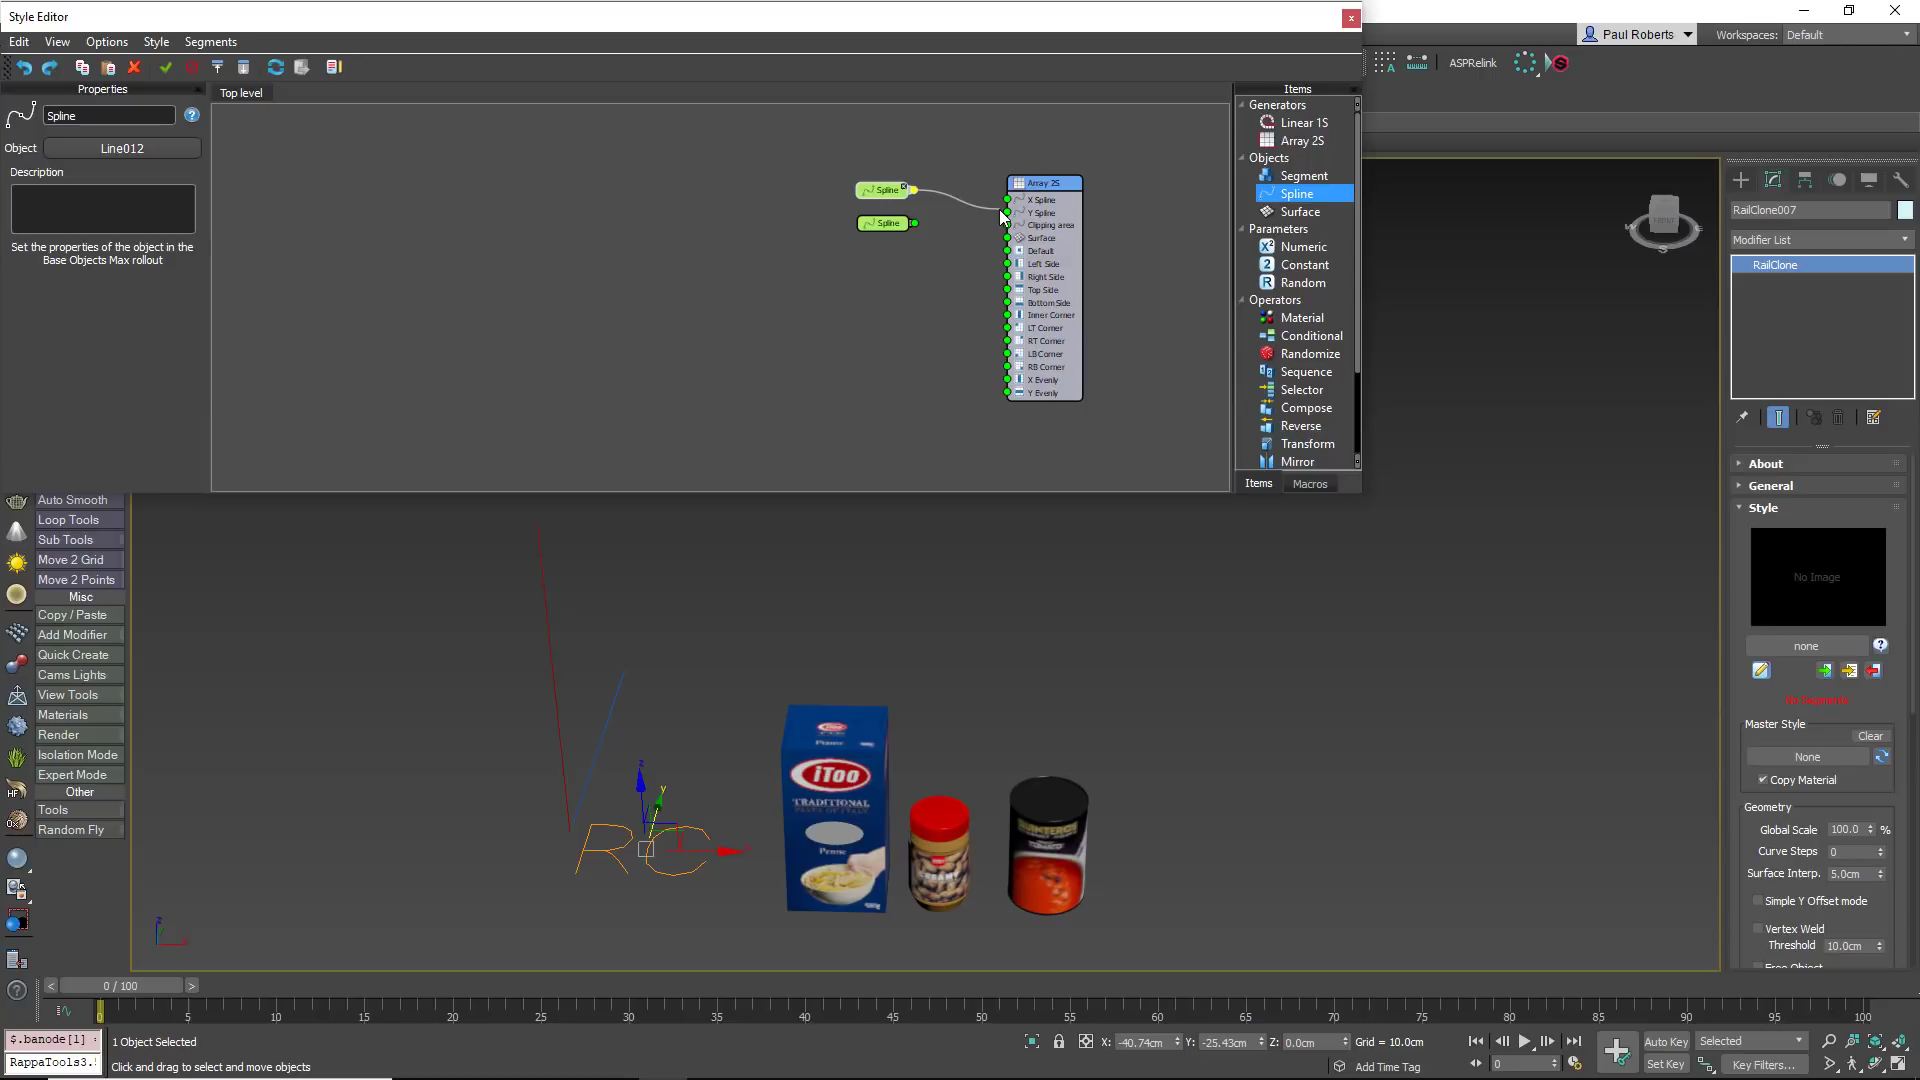 Style Editor
Paul Roberts
Workspaces: Default
Edit View Options Style Segments
ASPRelink
Properties
Top level
Items
Spline
Object Line012
Description
Set the properties of the object in the
Base Objects Max rollout
Spline
Spline
Array 2S
X Spline
Y Spline
Clipping area
Surface
Default
Left Side
Right Side
Top Side
Bottom Side
Inner Corner
LT Corner
RT Corner
LB Corner
RB Corner
X Evenly
Y Evenly
Generators
Linear 1S
Array 2S
Objects
Segment
Spline
Surface
Parameters
Numeric
Constant
Random
Operators
Material
Conditional
Randomize
Sequence
Selector
Compose
Reverse
Transform
Mirror
Items Macros
RailClone007
Modifier List
RailClone
About
General
Style
No Image
none
No Segments
Master Style
Clear
None
Copy Material
Geometry
Global Scale 100.0 %
Curve Steps 0
Surface Interp. 5.0cm
Simple Y Offset mode
Vertex Weld
Threshold 10.0cm
FRONT
Auto Smooth
Loop Tools
Sub Tools
Move 2 Grid
Move 2 Points
Misc
Copy / Paste
Add Modifier
Quick Create
Cams Lights
View Tools
Materials
Render
Isolation Mode
Expert Mode
Other
Tools
Random Fly
z
y
RC
iToo
Penne
iToo
TRADITIONAL
Penne
CREAMY
z
0 / 100
0 5 10 15 20 25 30 35 40 45 50 55 60 65 70 75 80 85 90 95 100
$.banode[1] :
RappaTools3.
1 Object Selected
Click and drag to select and move objects
X: -40.74cm Y: -25.43cm Z: 0.0cm Grid = 10.0cm
Add Time Tag
0
Auto Key Selected
Set Key Key Filters...